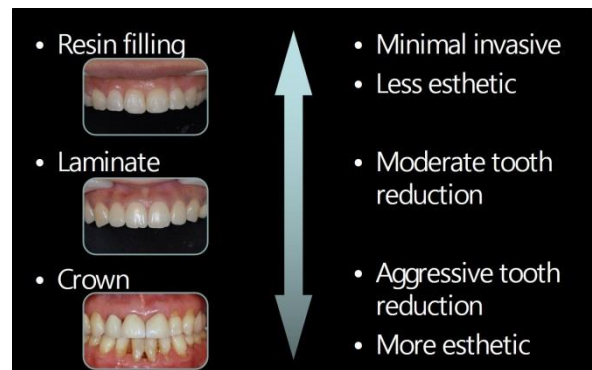 • Resin filling
• Minimal invasive
• Less esthetic
• Laminate
• Moderate tooth
reduction
• Crown
• Aggressive tooth
reduction
• More esthetic